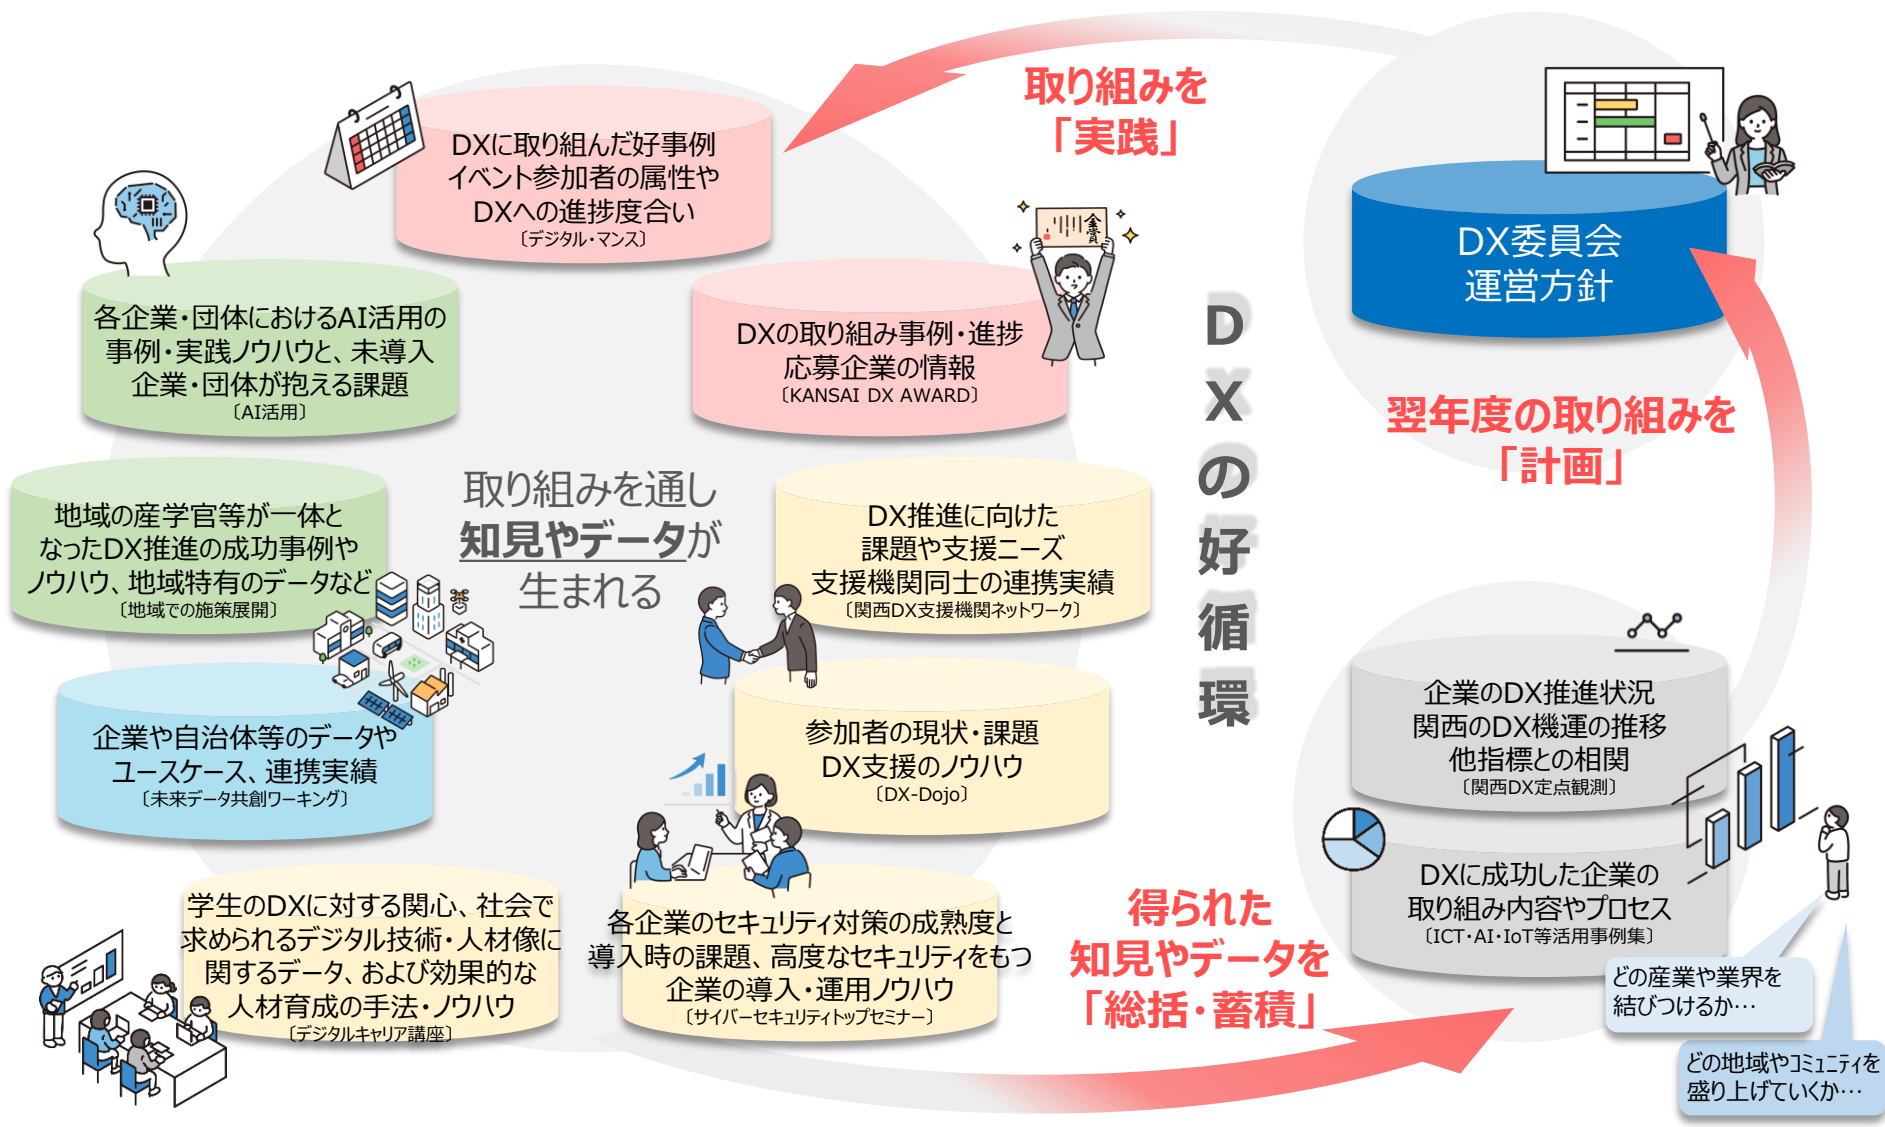 取り組みを
「実践」
DXに取り組んだ好事例
イベント参加者の属性や
DXへの進捗度合い
〔デジタル・マンス〕
金賞
DX委員会
運営方針
各企業・団体におけるAI活用の
事例・実践ノウハウと、未導入
企業・団体が抱える課題
〔AI活用〕
DXの取り組み事例・進捗
応募企業の情報
〔KANSAI DX AWARD〕
DXの好循環
翌年度の取り組みを
「計画」
取り組みを通し
知見やデータが
生まれる
地域の産学官等が一体と
なったDX推進の成功事例や
ノウハウ、地域特有のデータなど
〔地域での施策展開〕
DX推進に向けた
課題や支援ニーズ
支援機関同士の連携実績
〔関西DX支援機関ネットワーク〕
企業や自治体等のデータや
ユースケース、連携実績
〔未来データ共創ワーキング〕
参加者の現状・課題
DX支援のノウハウ
〔DX-Dojo〕
企業のDX推進状況
関西のDX機運の推移
他指標との相関
〔関西DX定点観測〕
DXに成功した企業の
取り組み内容やプロセス
〔ICT・AI・IoT等活用事例集〕
学生のDXに対する関心、社会で
求められるデジタル技術・人材像に
関するデータ、および効果的な
人材育成の手法・ノウハウ
〔デジタルキャリア講座〕
各企業のセキュリティ対策の成熟度と
導入時の課題、高度なセキュリティをもつ
企業の導入・運用ノウハウ
〔サイバーセキュリティトップセミナー〕
得られた
知見やデータを
「総括・蓄積」
どの産業や業界を
結びつけるか…
どの地域やコミュニティを
盛り上げていくか…